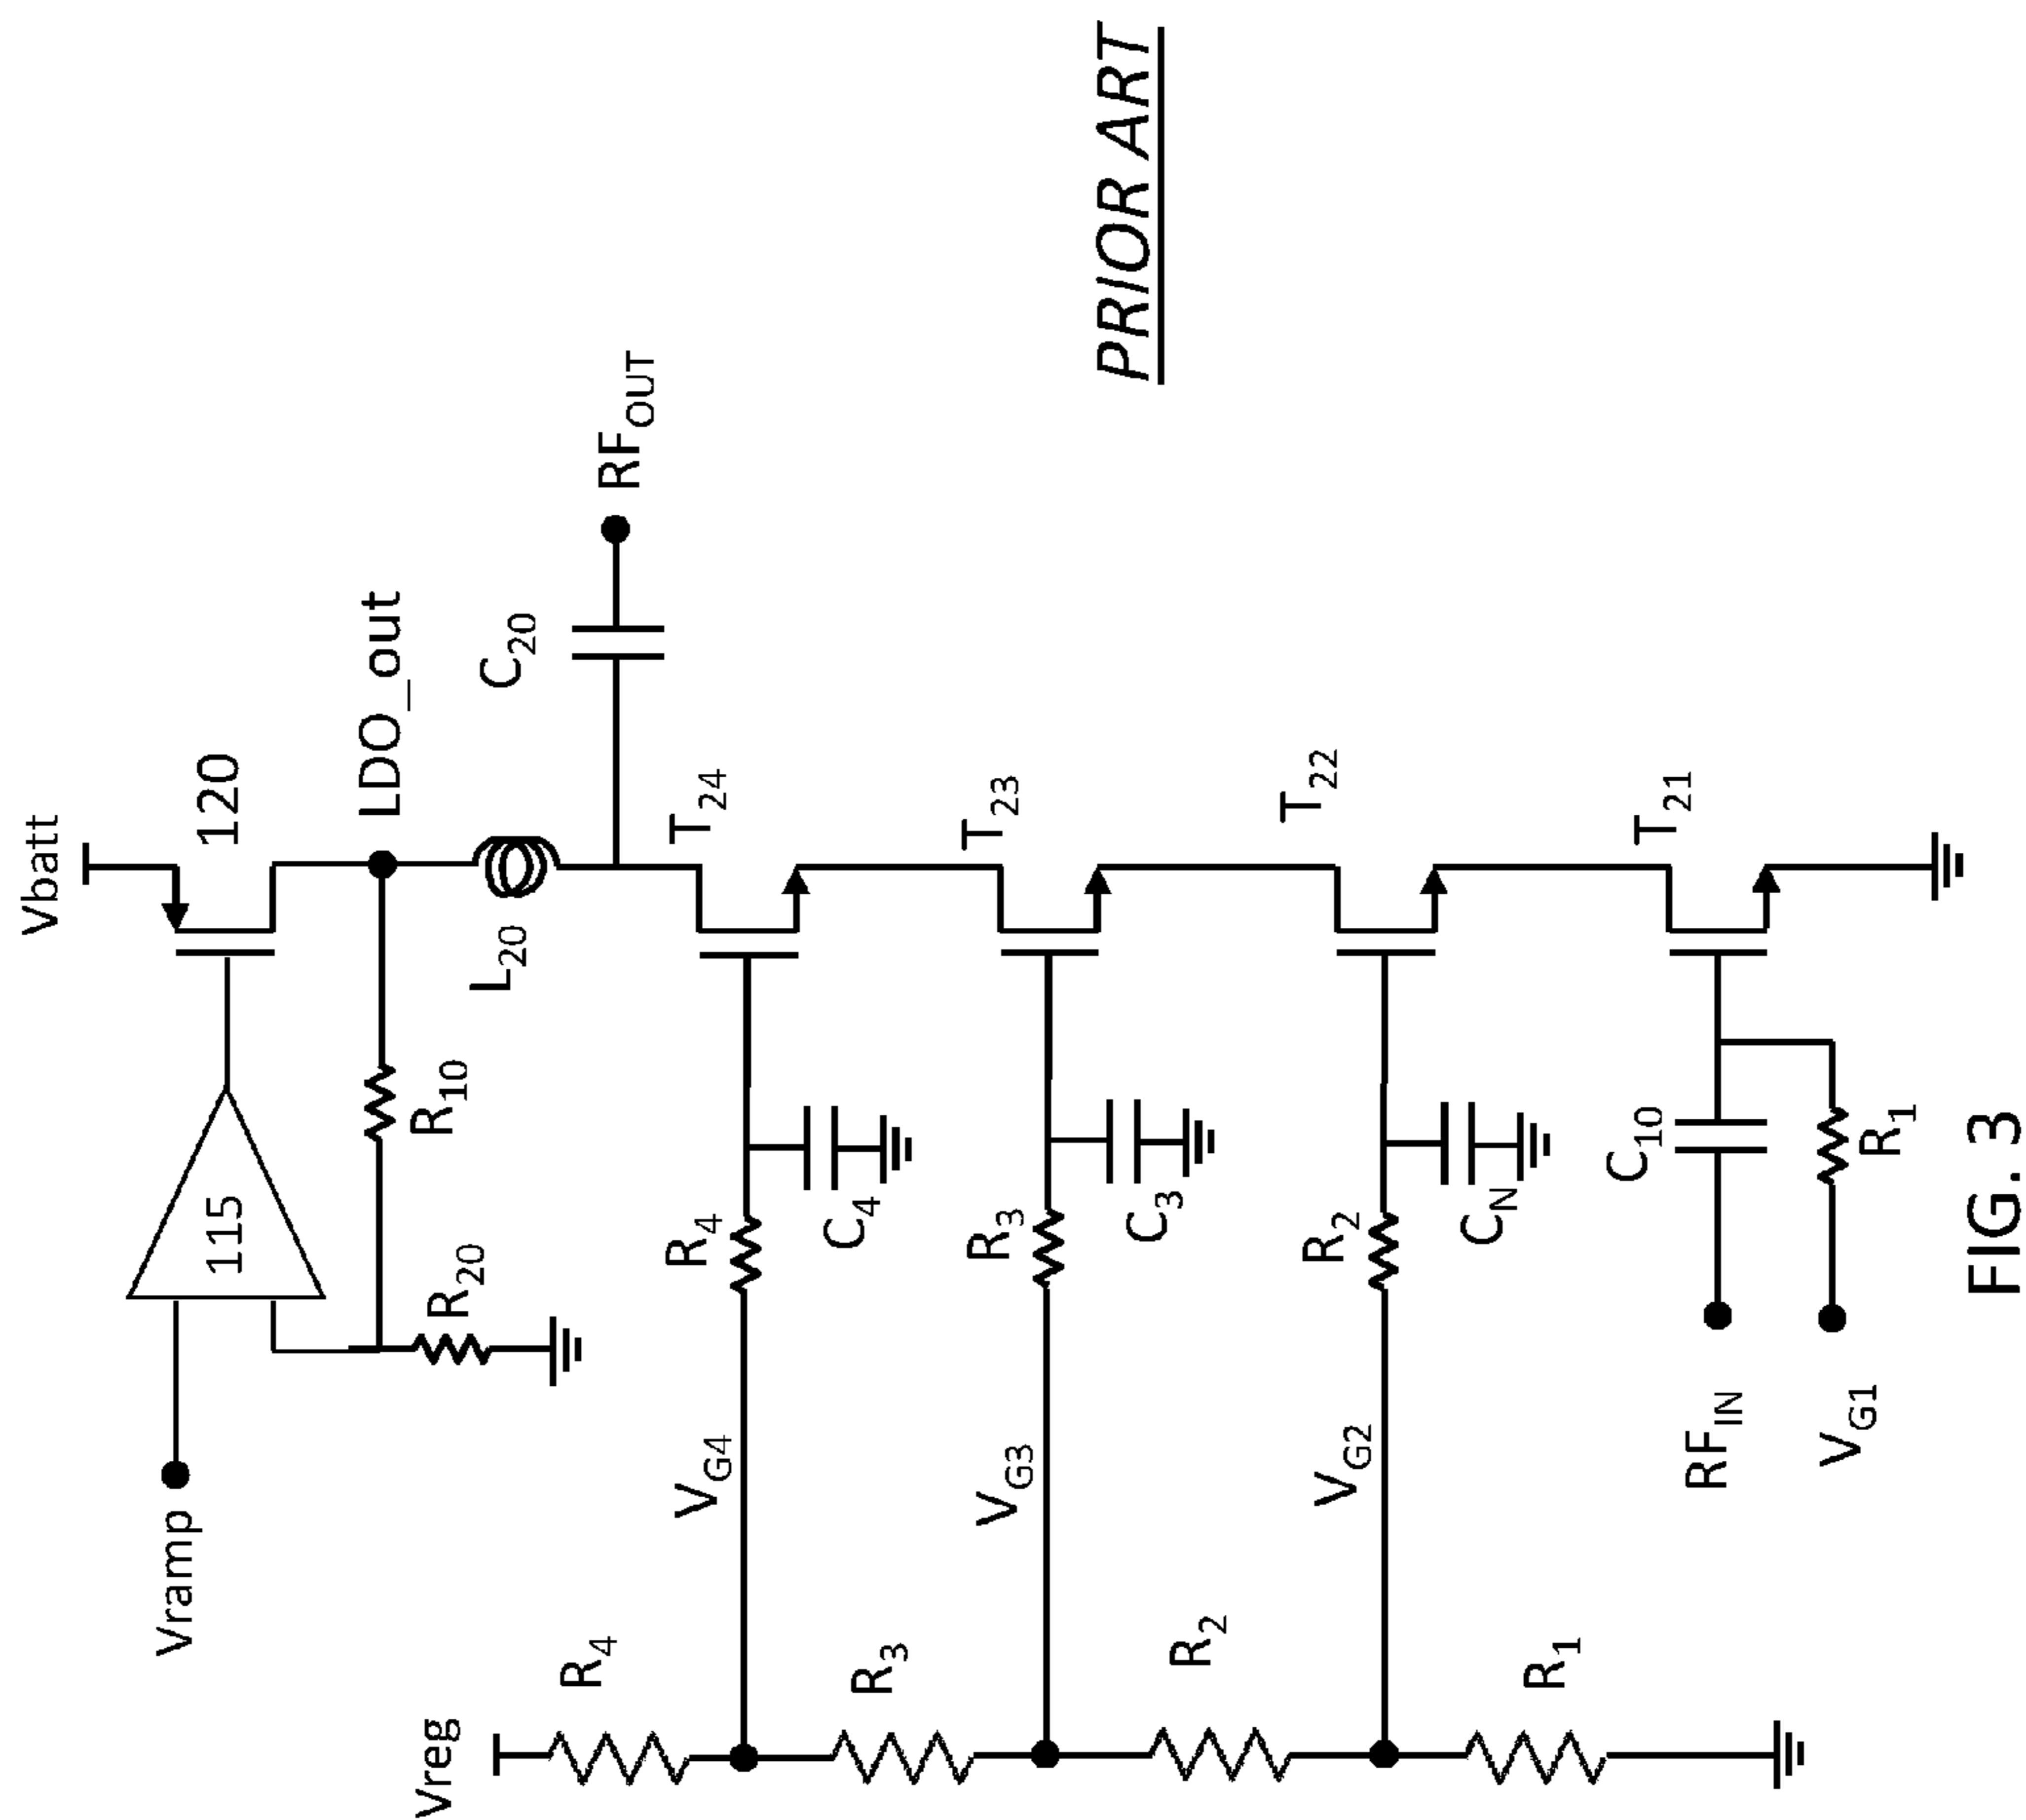 Vbatt
120
Vramp
115
LDO_out
R10
R20
L20
C20
RFOUT
Vreg
R4
VG4
R4
C4
T24
R3
VG3
R3
C3
T23
R2
VG2
R2
CN
T22
R1
RFIN
C10
T21
VG1
R1
FIG. 3
PRIOR ART